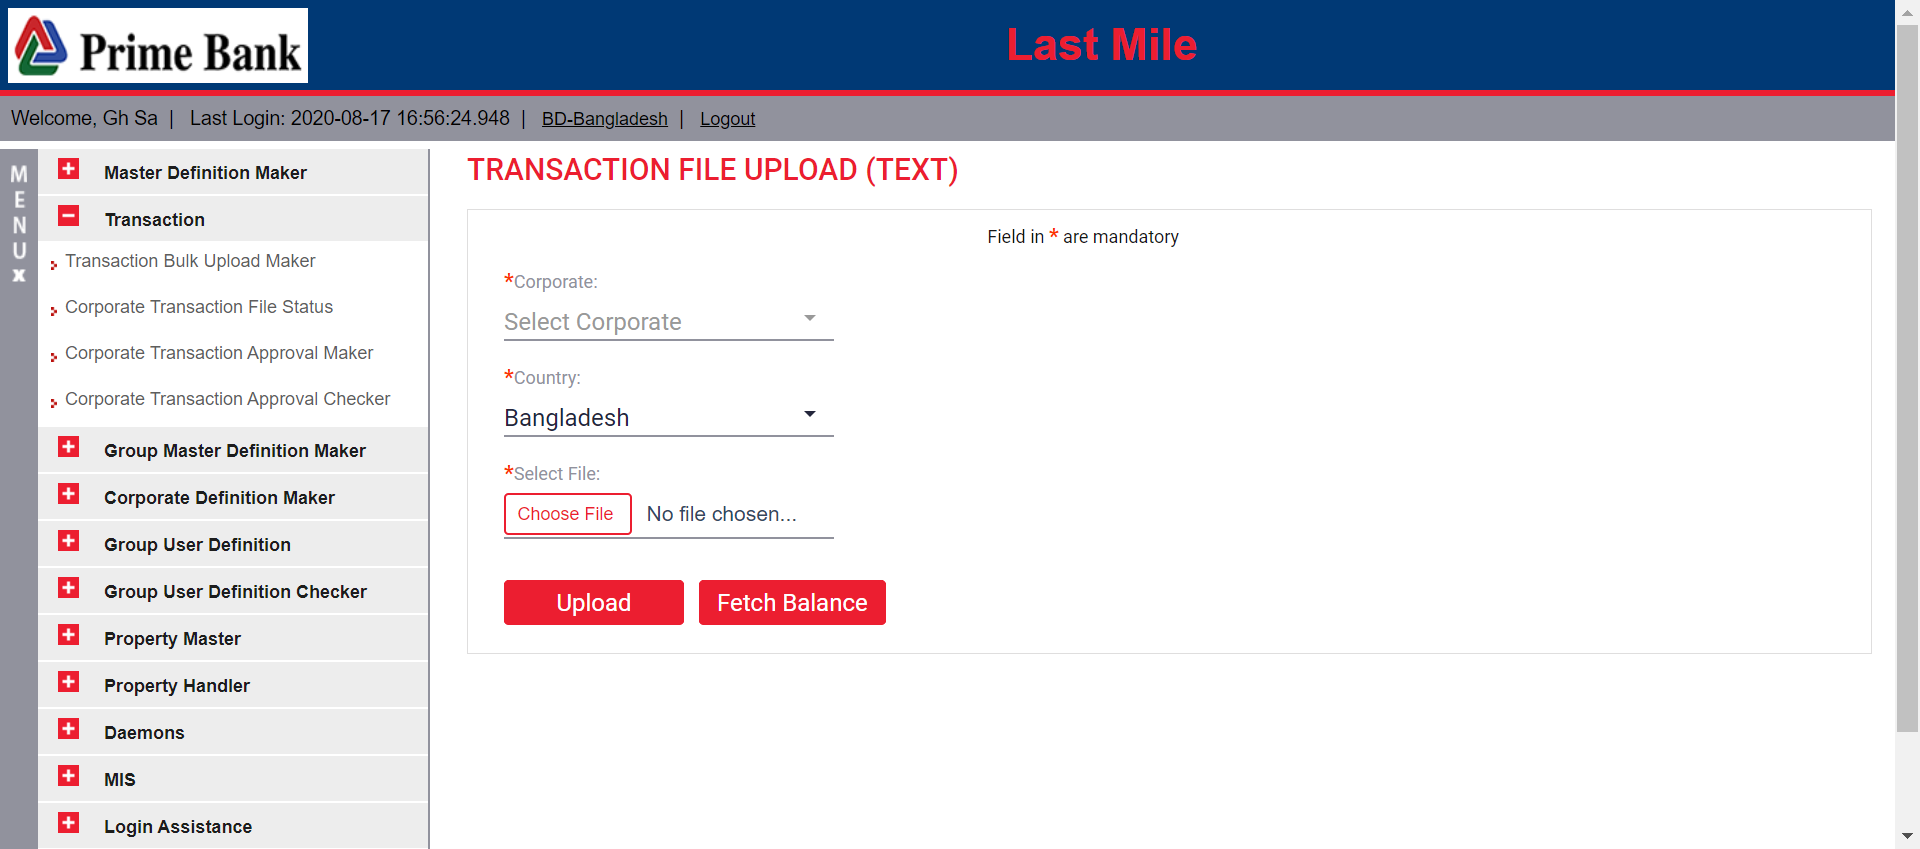 Prime Bank
Last Mile
Welcome, Gh Sa | Last Login: 2020-08-17 16:56:24.948 | BD-Bangladesh | Logout
MENU x
Master Definition Maker
Transaction
Transaction Bulk Upload Maker
Corporate Transaction File Status
Corporate Transaction Approval Maker
Corporate Transaction Approval Checker
Group Master Definition Maker
Corporate Definition Maker
Group User Definition
Group User Definition Checker
Property Master
Property Handler
Daemons
MIS
Login Assistance
TRANSACTION FILE UPLOAD (TEXT)
Field in * are mandatory
*Corporate:
Select Corporate
*Country:
Bangladesh
*Select File:
Choose File No file chosen...
Upload Fetch Balance